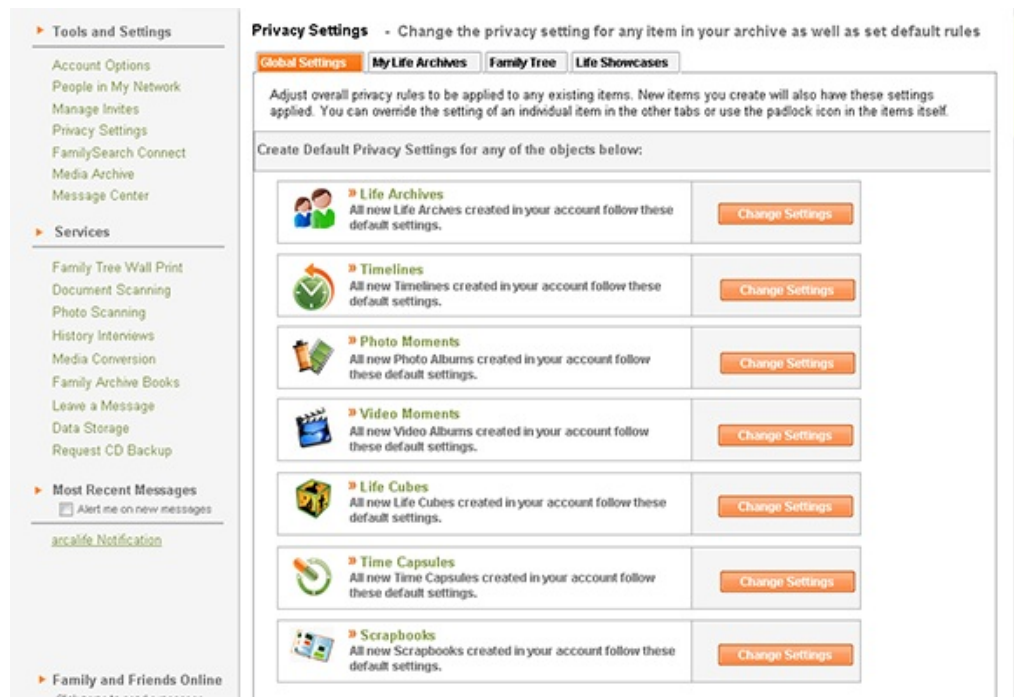 Tools and Settings
Account Options
People in My Network
Manage Invites
Privacy Settings
FamilySearch Connect
Media Archive
Message Center
Services
Family Tree Wall Print
Document Scanning
Photo Scanning
History Interviews
Media Conversion
Family Archive Books
Leave a Message
Data Storage
Request CD Backup
Most Recent Messages
Alert me on new messages
arcalife Notification
Family and Friends Online
Privacy Settings - Change the privacy setting for any item in your archive as well as set default rules
Global Settings My Life Archives Family Tree Life Showcases
Adjust overall privacy rules to be applied to any existing items. New items you create will also have these settings
applied. You can override the setting of an individual item in the other tabs or use the padlock icon in the items itself.
Create Default Privacy Settings for any of the objects below:
» Life Archives
All new Life Arcives created in your account follow these
default settings.
Change Settings
» Timelines
All new Timelines created in your account follow these
default settings.
Change Settings
» Photo Moments
All new Photo Albums created in your account follow
these default settings.
Change Settings
» Video Moments
All new Video Albums created in your account follow
these default settings.
Change Settings
» Life Cubes
All new Life Cubes created in your account follow these
default settings.
Change Settings
» Time Capsules
All new Time Capsules created in your account follow
these default settings.
Change Settings
» Scrapbooks
All new Scrapbooks created in your account follow these
default settings.
Change Settings